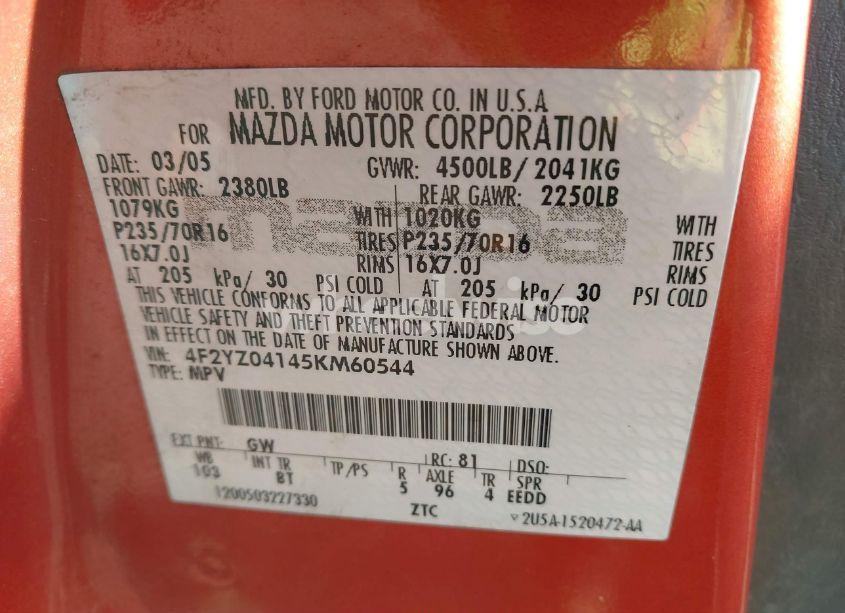 MFD. BY FORD MOTOR CO. IN U.S.A
FOR MAZDA MOTOR CORPORATION
DATE: 03/05 GVWR: 4500LB/ 2041KG
FRONT GAWR: 2380LB REAR GAWR: 2250LB
1079KG WITH 1020KG WITH
P235/70R16 TIRES P235/70R16 TIRES
16X7.0J RIMS 16X7.0J RIMS
AT 205 kPa/ 30 PSI COLD AT 205 kPa/ 30 PSI COLD
THIS VEHICLE CONFORMS TO ALL APPLICABLE FEDERAL MOTOR
VEHICLE SAFETY AND THEFT PREVENTION STANDARDS
IN EFFECT ON THE DATE OF MANUFACTURE SHOWN ABOVE.
VIN: 4F2YZ04145KM60544
TYPE: MPV
EXT PNT: GW RC: 81 DSO:
WB INT TR TP/PS R AXLE TR SPR
103 BT 5 96 4 EEDD
1200503227330 ZTC 2U5A-1520472-AA